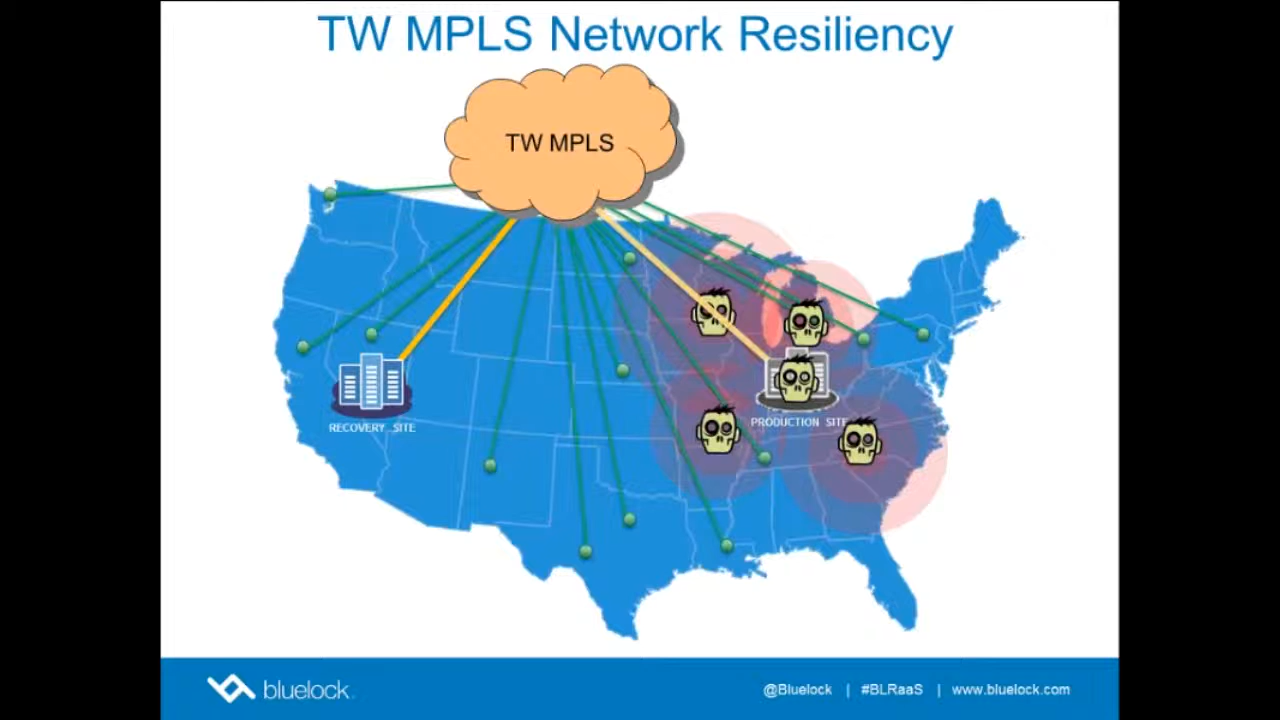 TW MPLS Network Resiliency
TW MPLS
RECOVERY SITE
PRODUCTION SITE
bluelock
@Bluelock | #BLRaaS | www.bluelock.com